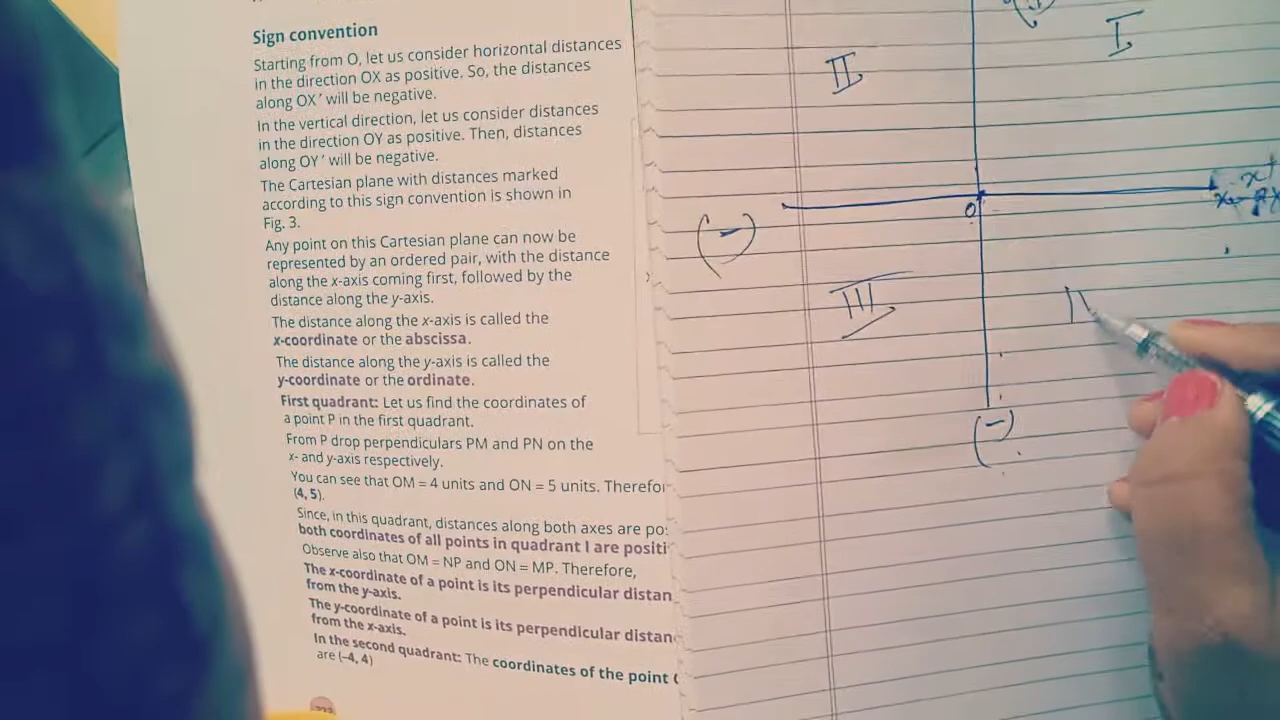 Sign convention
Starting from O, let us consider horizontal distances
in the direction OX as positive. So, the distances
along OX′ will be negative.
In the vertical direction, let us consider distances
in the direction OY as positive. Then, distances
along OY′ will be negative.
The Cartesian plane with distances marked
according to this sign convention is shown in
Fig. 3.
Any point on this Cartesian plane can now be
represented by an ordered pair, with the distance
along the x-axis coming first, followed by the
distance along the y-axis.
The distance along the x-axis is called the
x-coordinate or the abscissa.
The distance along the y-axis is called the
y-coordinate or the ordinate.
First quadrant: Let us find the coordinates of
a point P in the first quadrant.
From P drop perpendiculars PM and PN on the
x- and y-axis respectively.
You can see that OM = 4 units and ON = 5 units. Therefor
(4, 5).
Since, in this quadrant, distances along both axes are po
both coordinates of all points in quadrant I are positi
Observe also that OM = NP and ON = MP. Therefore,
The x-coordinate of a point is its perpendicular distan
from the y-axis.
The y-coordinate of a point is its perpendicular distan
from the x-axis.
In the second quadrant: The coordinates of the point
are (–4, 4)
I
II
O
(-)
III
(-)